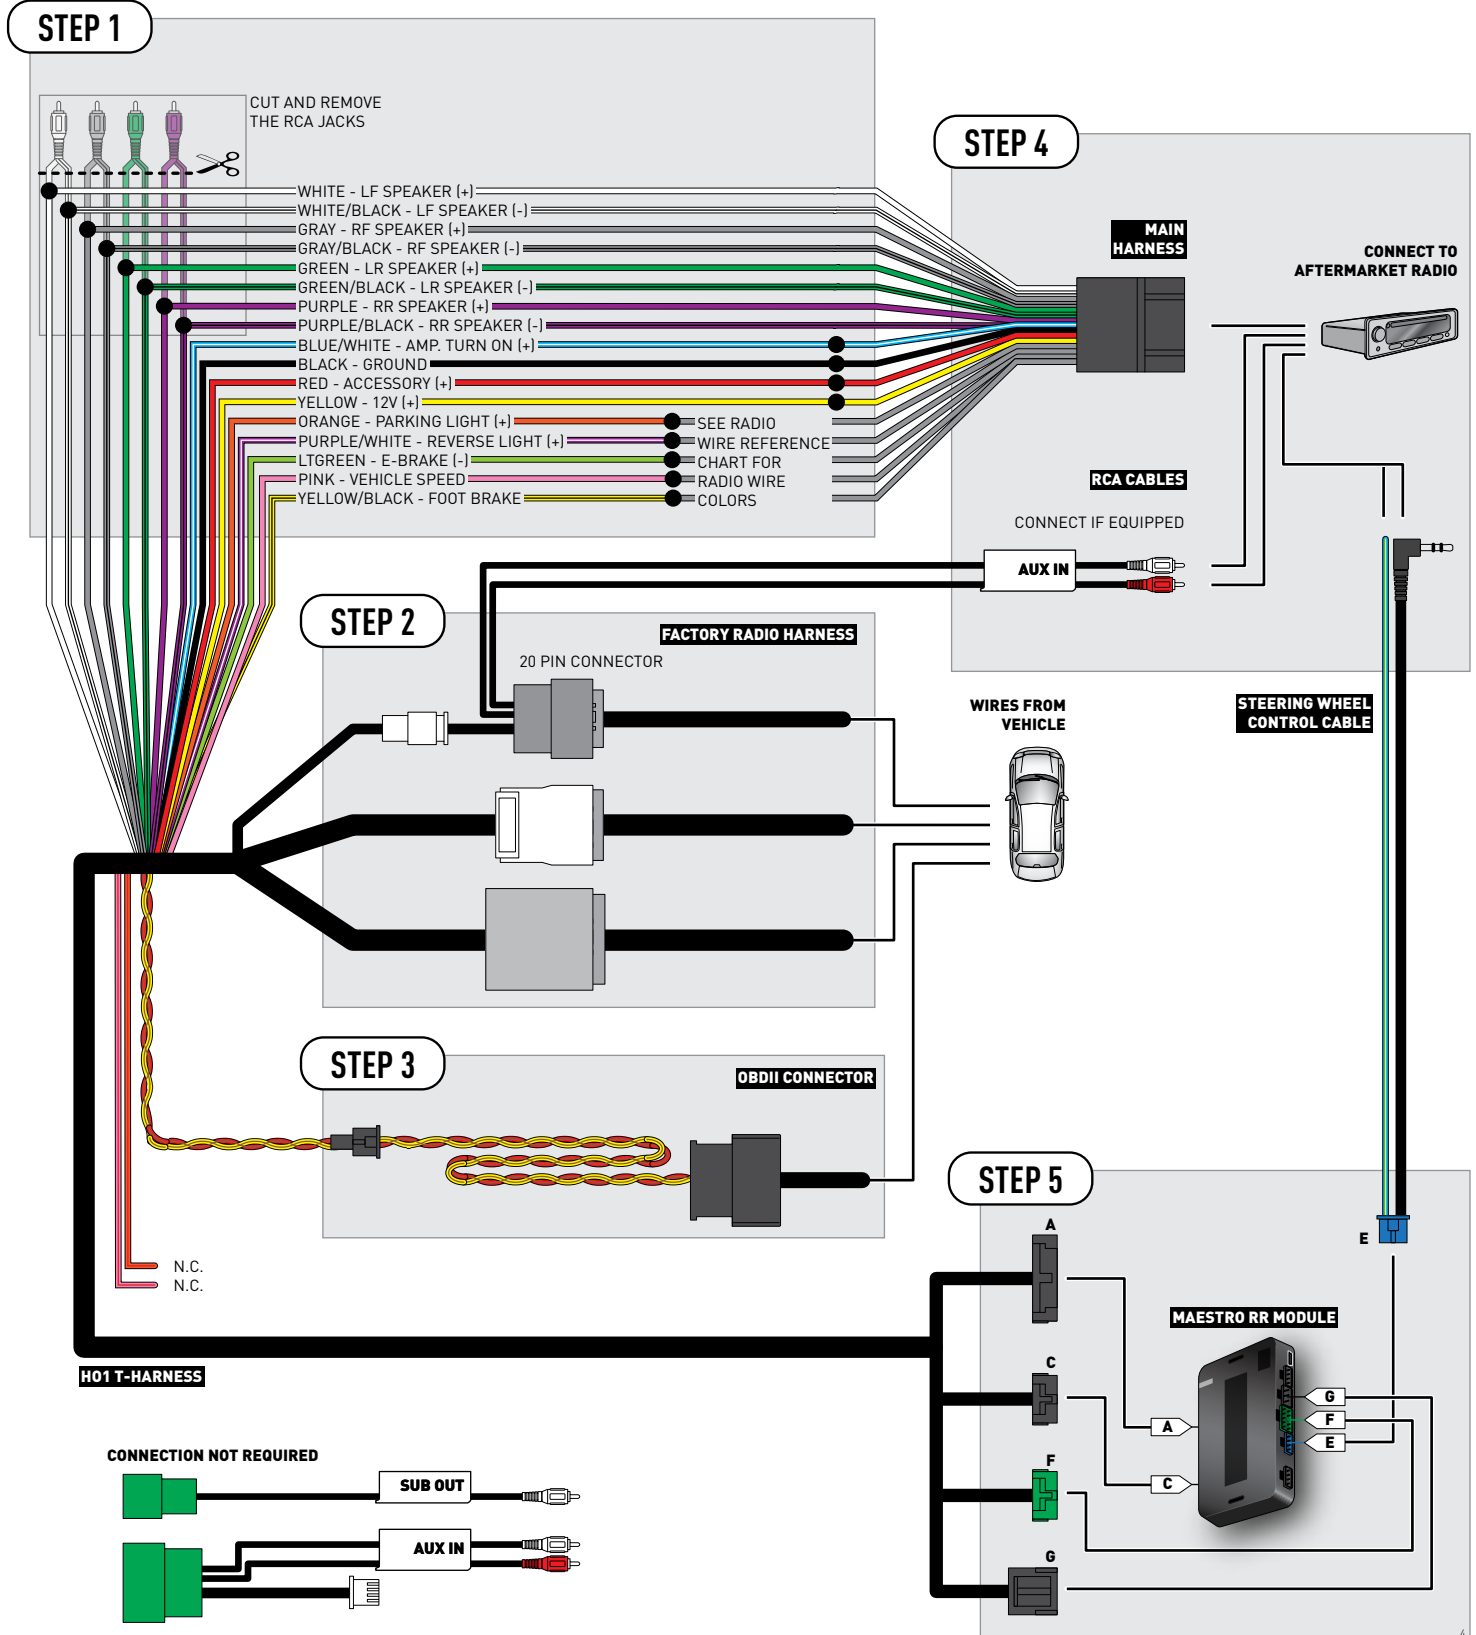 STEP 1
CUT AND REMOVE
THE RCA JACKS
WHITE - LF SPEAKER (+)
WHITE/BLACK - LF SPEAKER (-)
GRAY - RF SPEAKER (+)
GRAY/BLACK - RF SPEAKER (-)
GREEN - LR SPEAKER (+)
GREEN/BLACK - LR SPEAKER (-)
PURPLE - RR SPEAKER (+)
PURPLE/BLACK - RR SPEAKER (-)
BLUE/WHITE - AMP. TURN ON (+)
BLACK - GROUND
RED - ACCESSORY (+)
YELLOW - 12V (+)
ORANGE - PARKING LIGHT (+)
PURPLE/WHITE - REVERSE LIGHT (+)
LTGREEN - E-BRAKE (-)
PINK - VEHICLE SPEED
YELLOW/BLACK - FOOT BRAKE
SEE RADIO
WIRE REFERENCE
CHART FOR
RADIO WIRE
COLORS
STEP 4
MAIN
HARNESS
CONNECT TO
AFTERMARKET RADIO
RCA CABLES
CONNECT IF EQUIPPED
AUX IN
STEP 2
FACTORY RADIO HARNESS
20 PIN CONNECTOR
WIRES FROM
VEHICLE
STEERING WHEEL
CONTROL CABLE
STEP 3
OBDII CONNECTOR
N.C.
N.C.
HO1 T-HARNESS
STEP 5
A
E
MAESTRO RR MODULE
C
G
F
A
E
F
C
G
CONNECTION NOT REQUIRED
SUB OUT
AUX IN